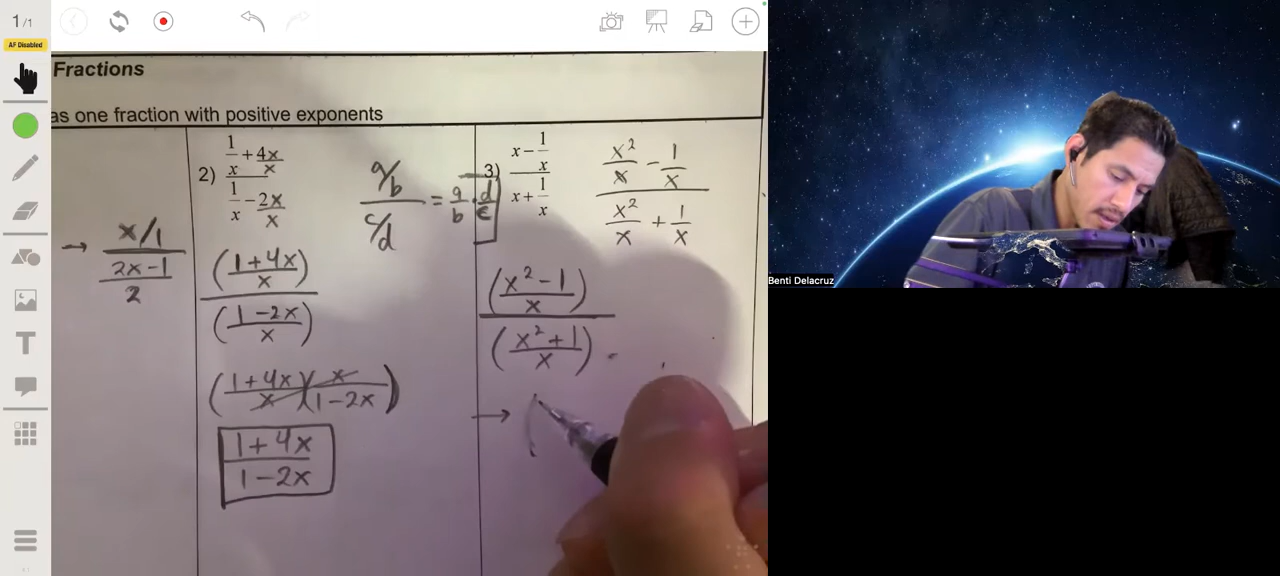 1/1
AF Disabled
Fractions
as one fraction with positive exponents
→ x/1
2x-1
2
2) 1/x + 4x/x
1/x - 2x/x
a/b
c/d
= a/b · d/c
(1+4x/x)
(1-2x/x)
(1+4x/x)(x/1-2x)
1+4x
1-2x
3) x - 1/x
x + 1/x
x²/x - 1/x
x²/x + 1/x
(x²-1/x)
(x²+1/x)
→ (
Benti Delacruz